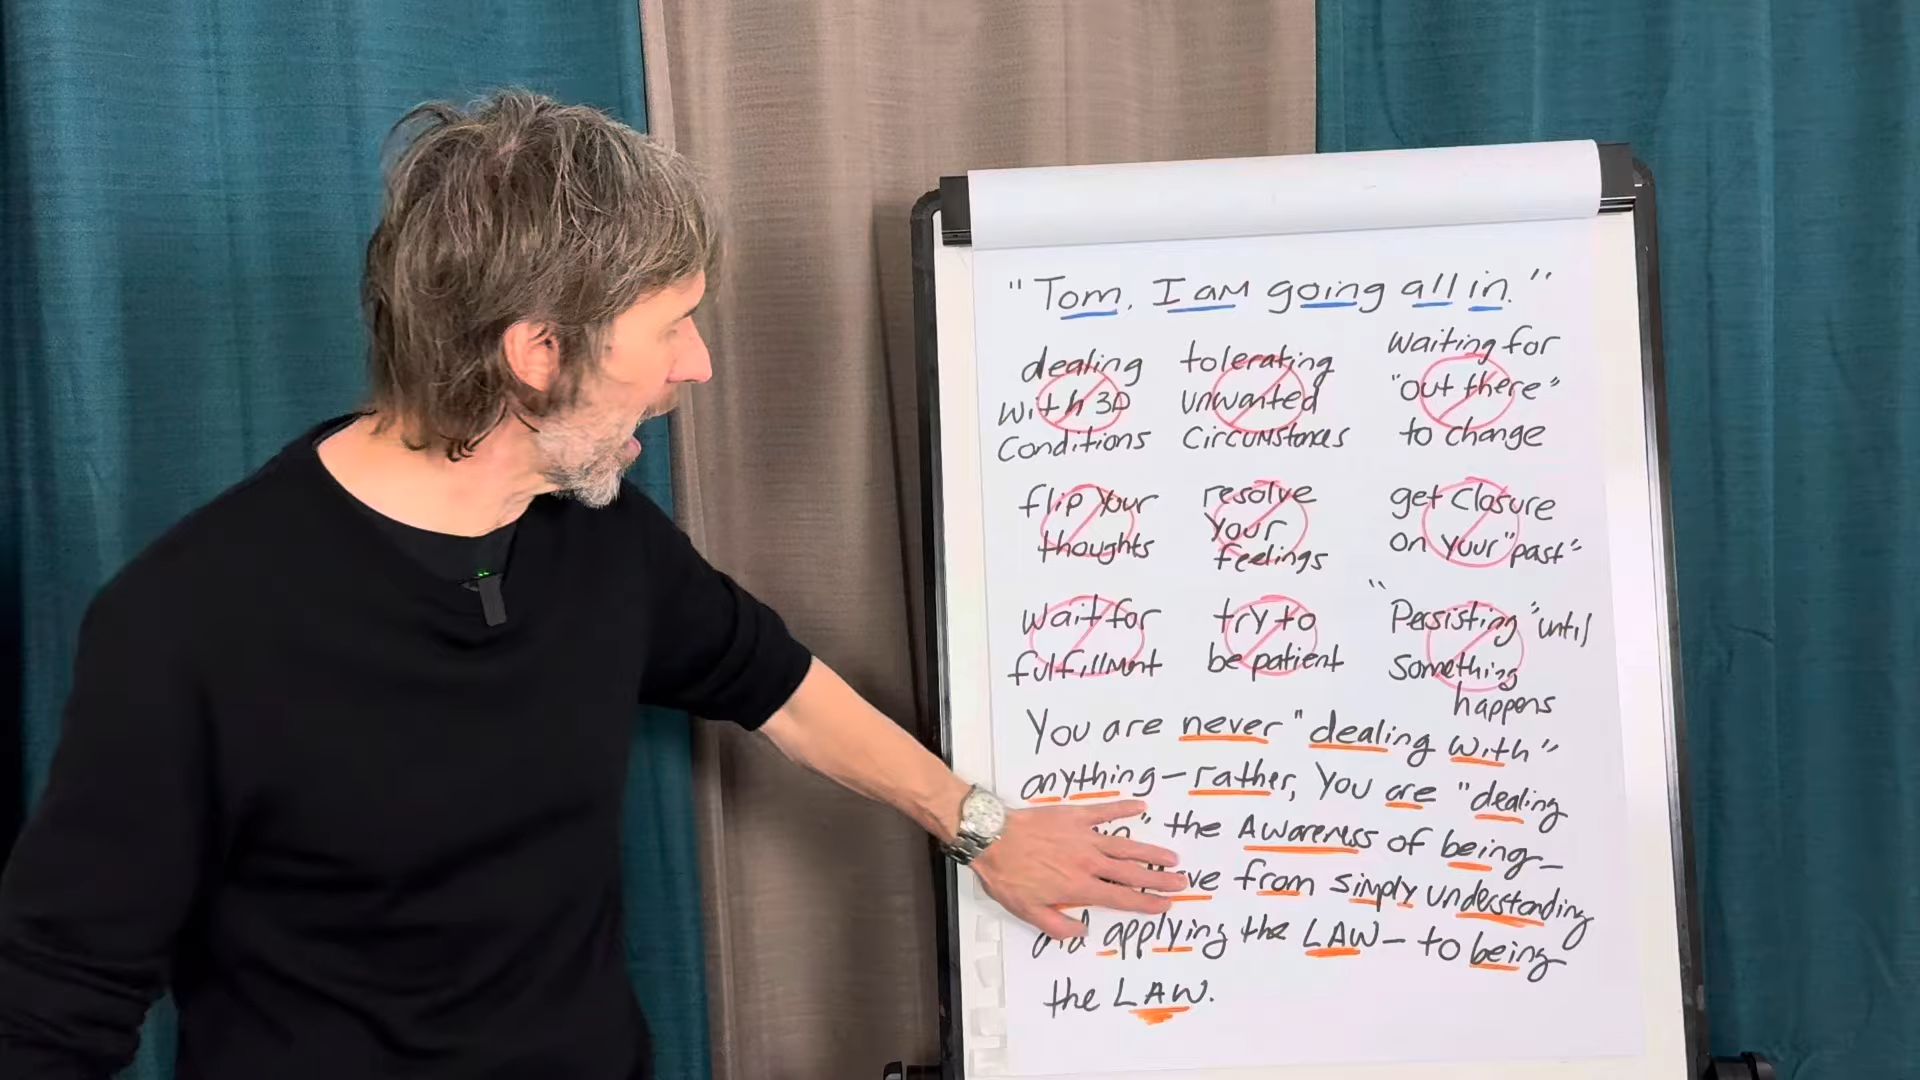 "Tom, I am going all in."
dealing
with 3D
Conditions
tolerating
unwanted
Circumstances
waiting for
"out there"
to change
flip your
thoughts
resolve
your
feelings
get closure
on your "past"
wait for
fulfillment
try to
be patient
"Persisting" until
something
happens
You are never "dealing with"
anything – rather, You are "dealing
" the Awareness of being –
from simply understanding
and applying the LAW – to being
the LAW.